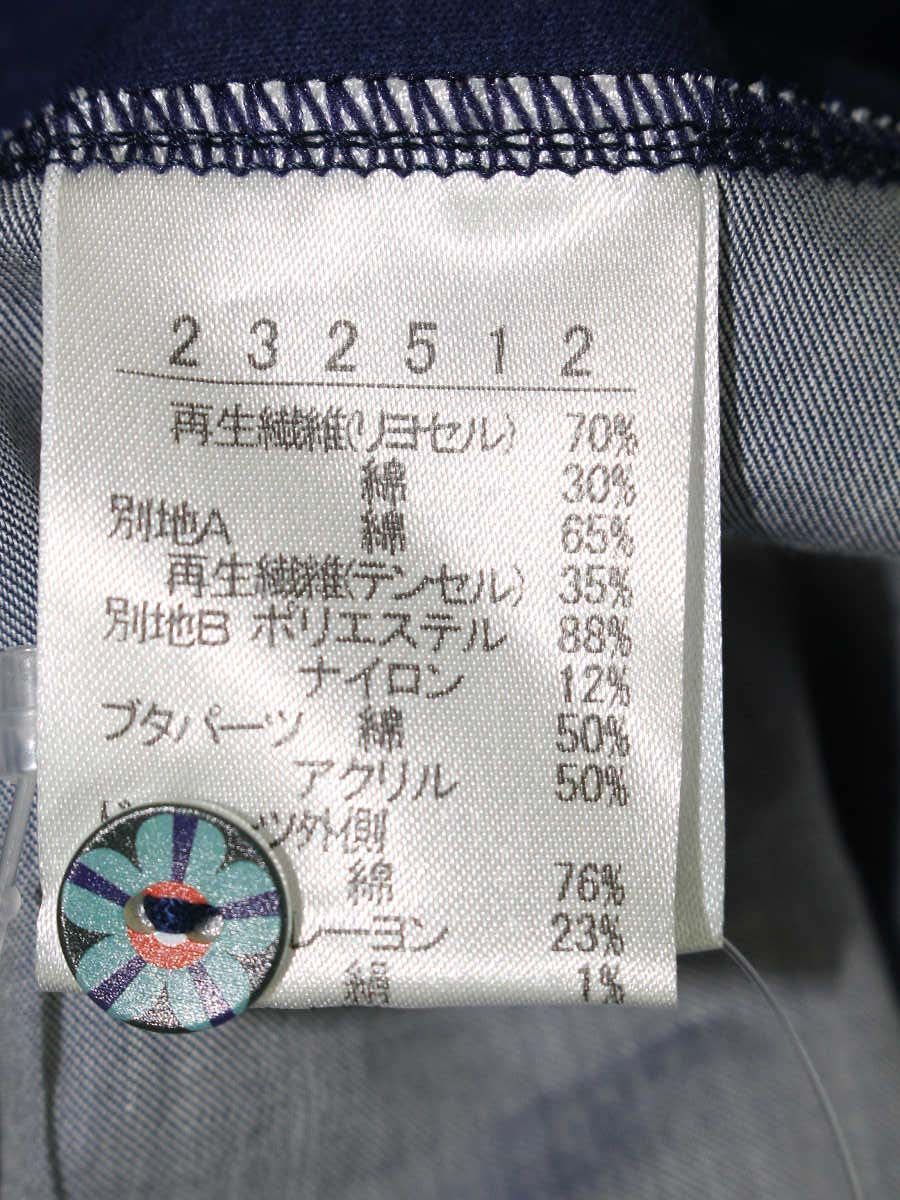 232512
再生繊維(リヨセル) 70%
綿 30%
別地A 綿 65%
再生繊維(テンセル) 35%
別地B ポリエステル 88%
ナイロン 12%
ブタパーツ 綿 50%
アクリル 50%
ツ外側
綿 76%
レーヨン 23%
絹 1%